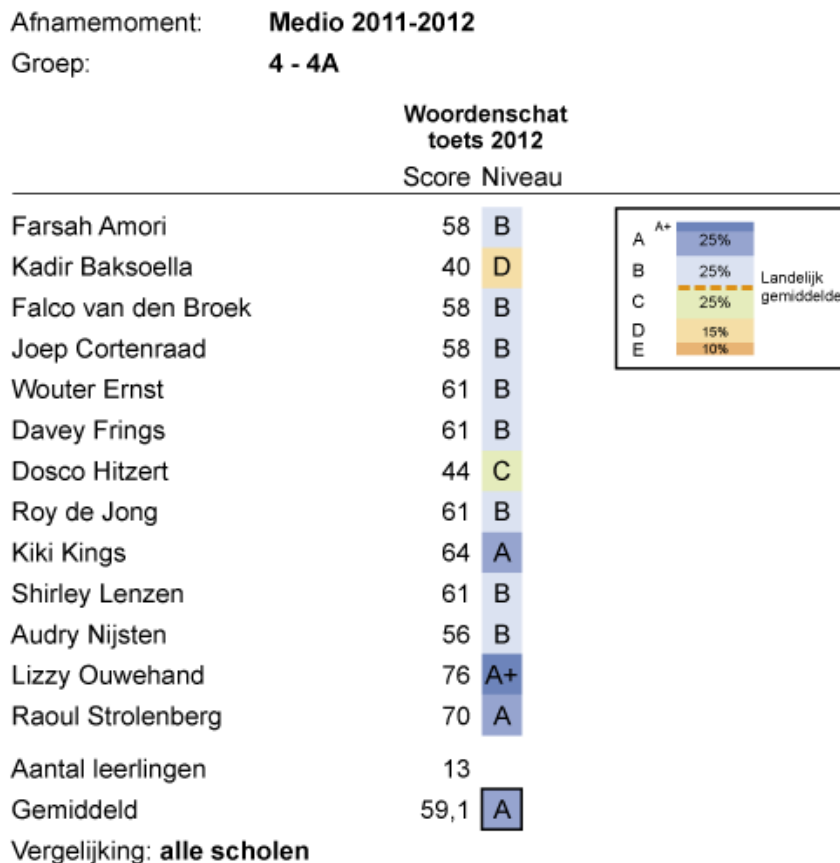 Afnamemoment: Medio 2011-2012
Groep: 4 - 4A
Woordenschat
toets 2012
Score Niveau
Farsah Amori 58 B
Kadir Baksoella 40 D
Falco van den Broek 58 B
Joep Cortenraad 58 B
Wouter Ernst 61 B
Davey Frings 61 B
Dosco Hitzert 44 C
Roy de Jong 61 B
Kiki Kings 64 A
Shirley Lenzen 61 B
Audry Nijsten 56 B
Lizzy Ouwehand 76 A+
Raoul Strolenberg 70 A
Aantal leerlingen 13
Gemiddeld 59,1 A
Vergelijking: alle scholen
A+
A 25%
B 25%
Landelijk
gemiddelde
C 25%
D 15%
E 10%